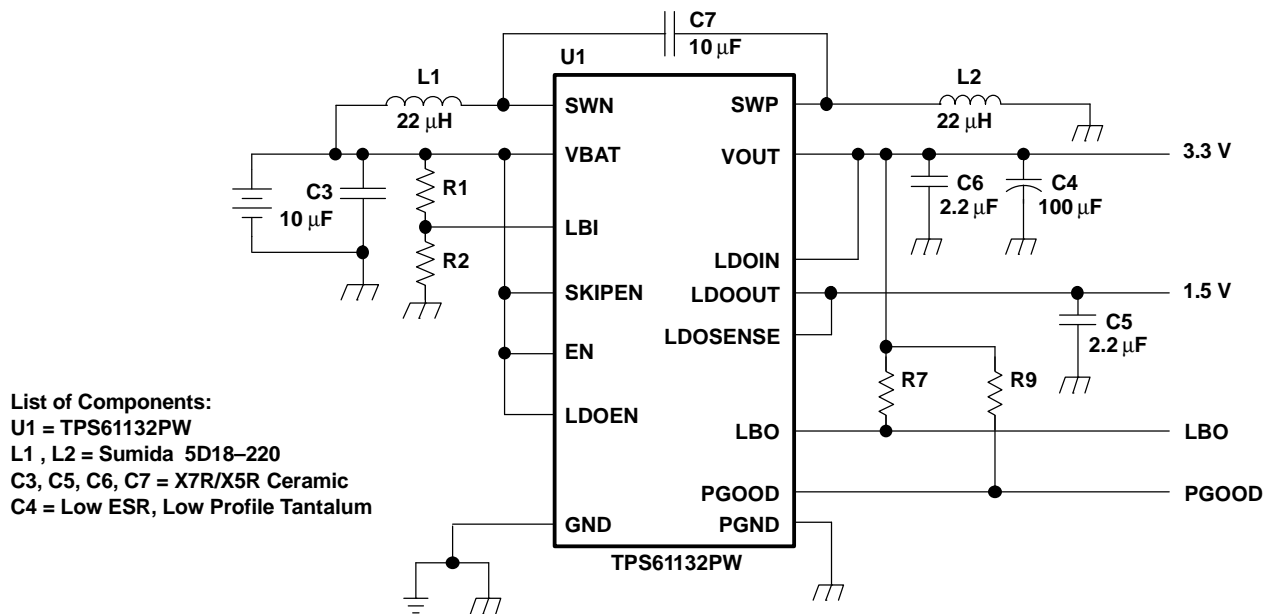 C7
10 µF
U1
L1
22 µH
L2
22 µH
SWN
SWP
VBAT
VOUT
3.3 V
C3
10 µF
R1
C6
2.2 µF
C4
100 µF
LBI
R2
LDOIN
SKIPEN
LDOOUT
1.5 V
LDOSENSE
C5
2.2 µF
EN
R7
R9
LDOEN
LBO
LBO
PGOOD
PGOOD
GND
PGND
TPS61132PW
List of Components:
U1 = TPS61132PW
L1 , L2 = Sumida 5D18–220
C3, C5, C6, C7 = X7R/X5R Ceramic
C4 = Low ESR, Low Profile Tantalum